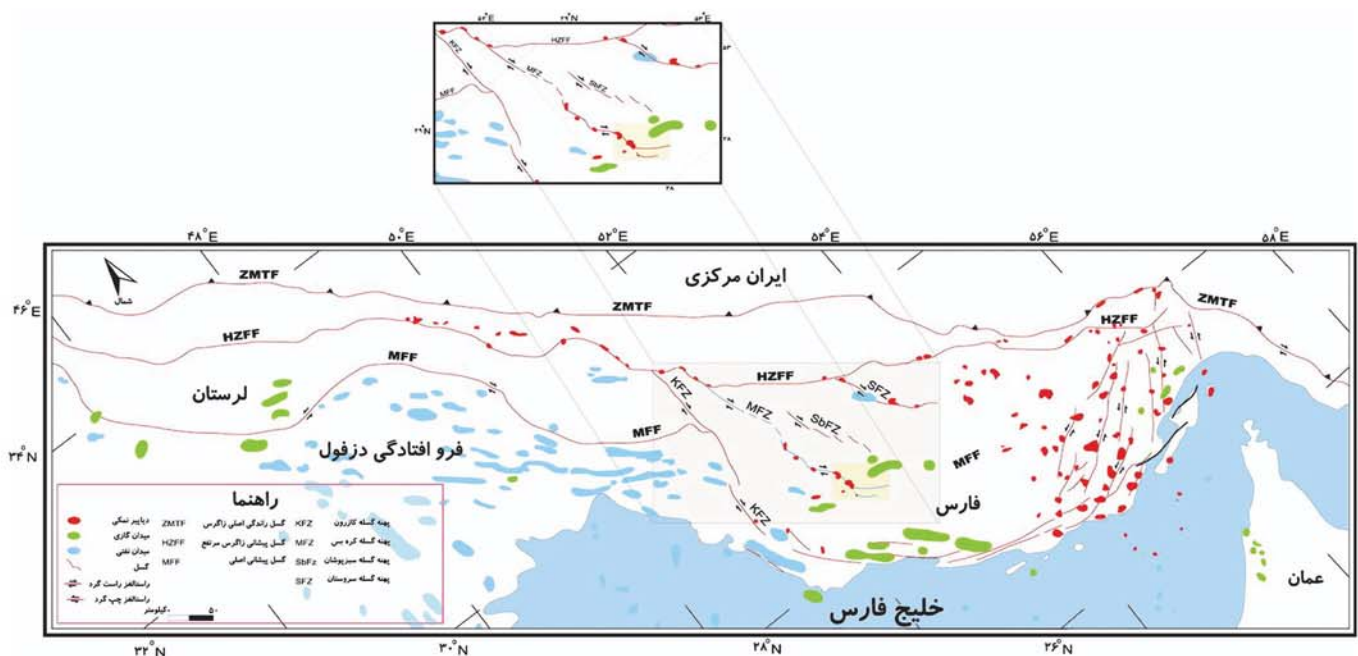 ۵۲°E
۲۹°N
۵۳°E
HZFF
KFZ
MFZ
SbFZ
MFF
۲۹°N
۲۸
۲۸
۴۸°E
۵۰°E
۵۲°E
۵۴°E
۵۶°E
۵۸°E
شمال
ZMTF
ایران مرکزی
ZMTF
ZMTF
۴۶°E
HZFF
HZFF
HZFF
MFF
KFZ
SFZ
MFZ
SbFZ
لرستان
MFF
MFF
فرو افتادگی دزفول
فارس
۳۴°N
KFZ
راهنما
دیاپیر نمکی
ZMTF گسل راندگی اصلی زاگرس
KFZ پهنه گسله کازرون
میدان گازی
HZFF گسل پیشانی زاگرس مرتفع
MFZ پهنه گسله کره بس
میدان نفتی
MFF گسل پیشانی اصلی
SbFz پهنه گسله سبزپوشان
گسل
SFZ پهنه گسله سروستان
راستالغز راست گرد
راستالغز چپ گرد
۵۰ ۰کیلومتر
خلیج فارس
عمان
۳۲°N
۳۰°N
۲۸°N
۲۶°N